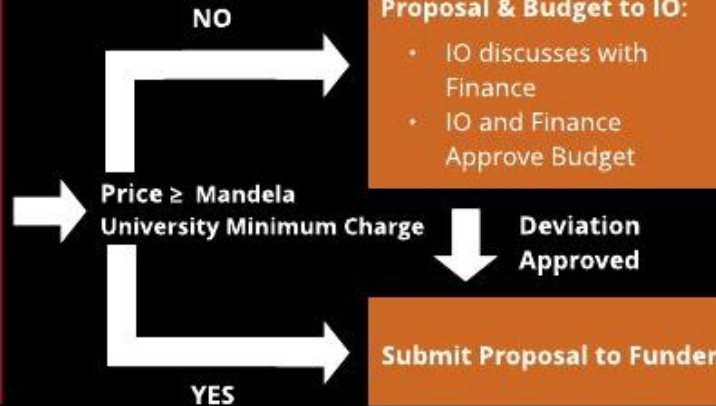 NO
Proposal & Budget to IO:
• IO discusses with
Finance
• IO and Finance
Approve Budget
Price ≥ Mandela
University Minimum Charge
Deviation
Approved
Submit Proposal to Funder
YES